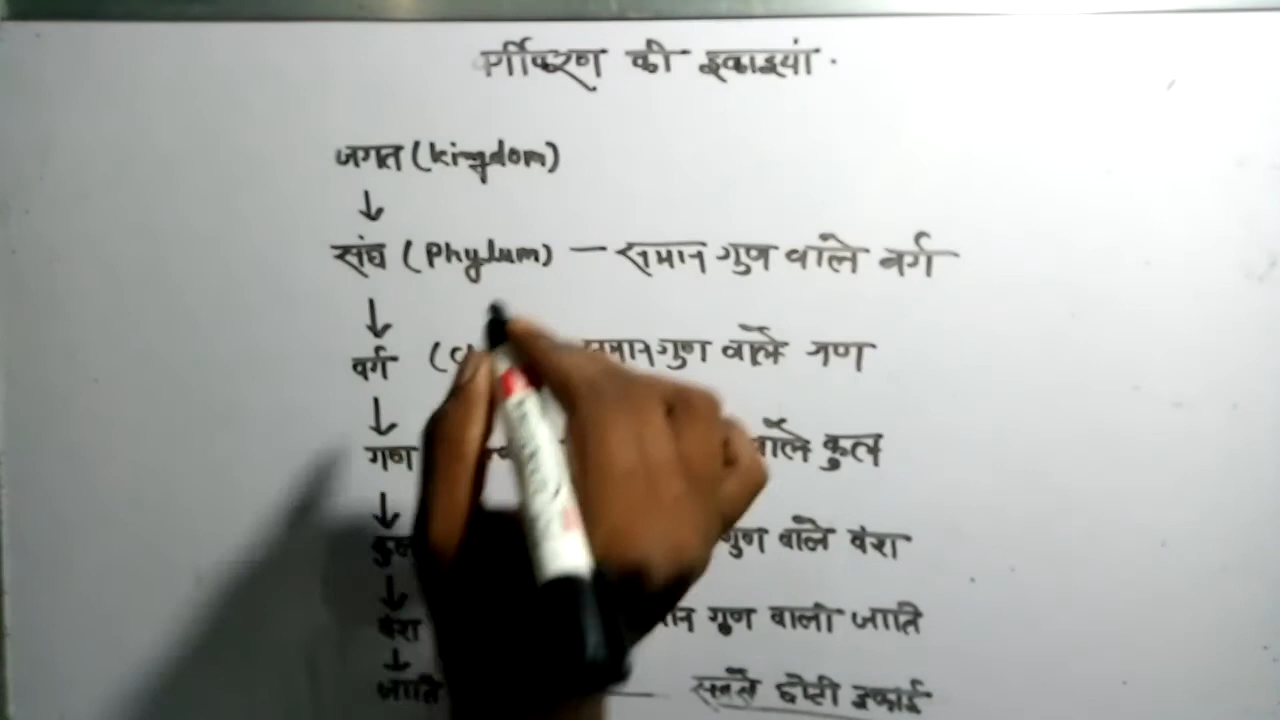 र्गीकरण की इकाइयां.
जगत (kingdom)
↓
संघ (Phylum) — समान गुण वाले वर्ग
↓
वर्ग समान गुण वाले गण
↓
गण वाले कुल
↓
गुण वाले वंश
↓
वंश गुण वाली जाति
↓
जाति — सबसे छोटी इकाई